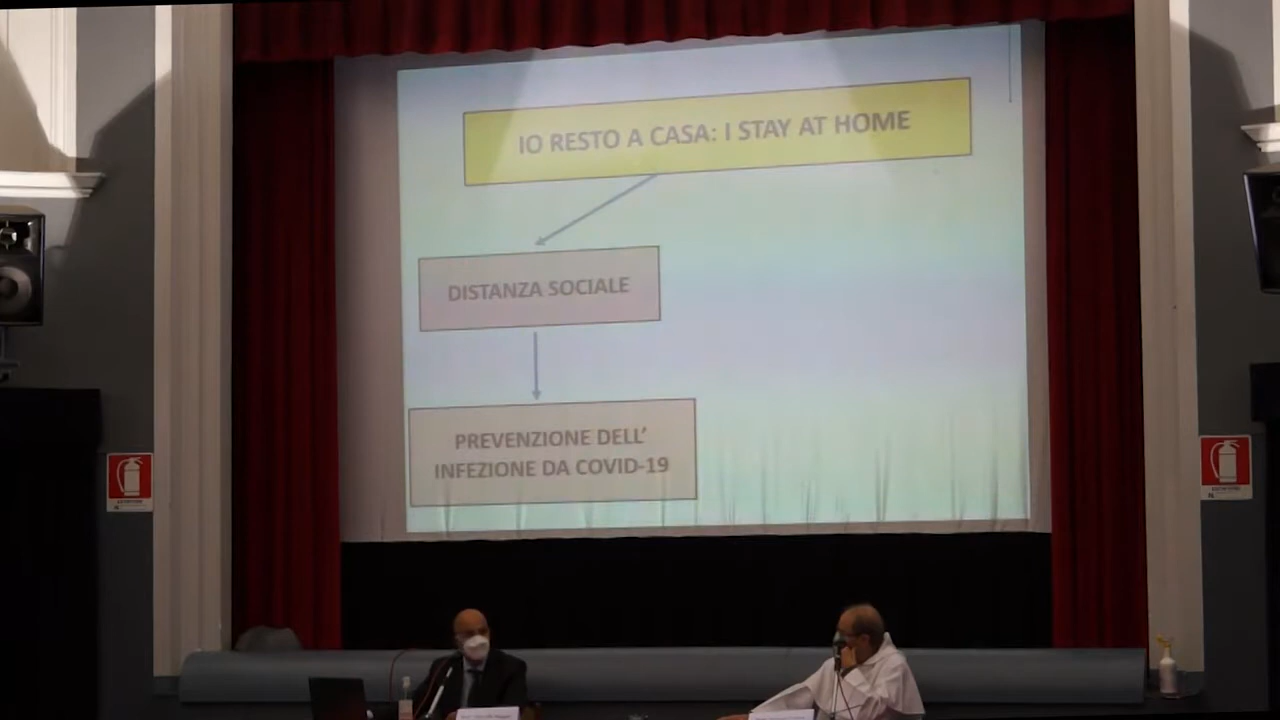 IO RESTO A CASA: I STAY AT HOME
DISTANZA SOCIALE
PREVENZIONE DELL'
INFEZIONE DA COVID-19